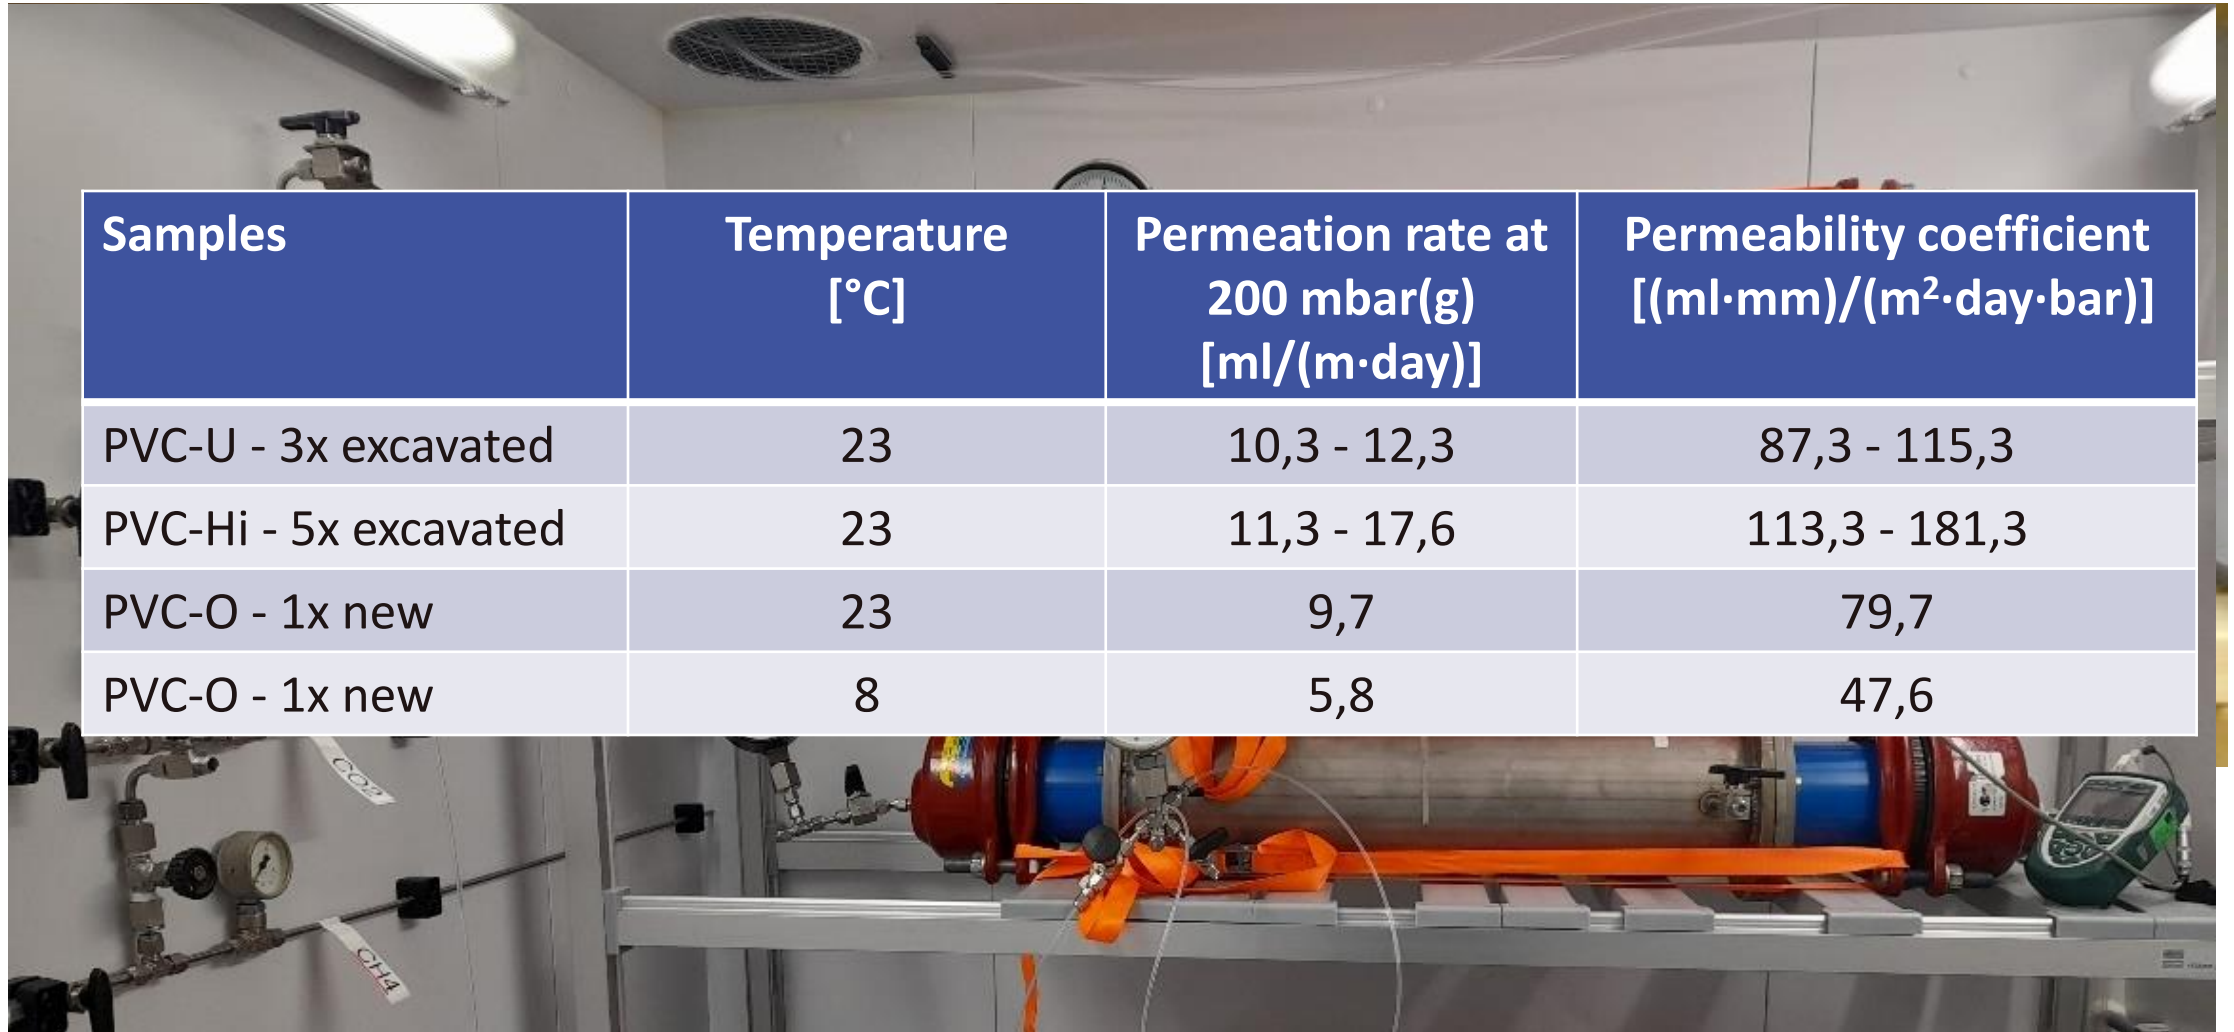 Samples
Temperature
[°C]
Permeation rate at
200 mbar(g)
[ml/(m·day)]
Permeability coefficient
[(ml·mm)/(m²·day·bar)]
PVC-U - 3x excavated 23 10,3 - 12,3 87,3 - 115,3
PVC-Hi - 5x excavated 23 11,3 - 17,6 113,3 - 181,3
PVC-O - 1x new 23 9,7 79,7
PVC-O - 1x new 8 5,8 47,6
CO2
CH4